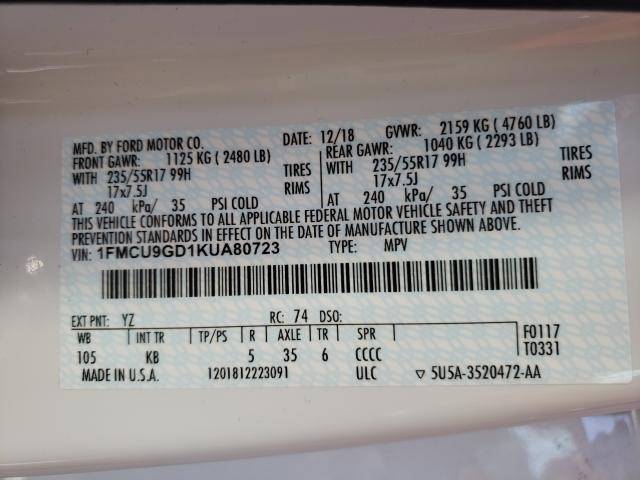 MFD. BY FORD MOTOR CO. DATE: 12/18 GVWR: 2159 KG ( 4760 LB)
FRONT GAWR: 1125 KG ( 2480 LB) REAR GAWR: 1040 KG ( 2293 LB)
WITH 235/55R17 99H TIRES WITH 235/55R17 99H TIRES
17x7.5J RIMS 17x7.5J RIMS
AT 240 kPa/ 35 PSI COLD AT 240 kPa/ 35 PSI COLD
THIS VEHICLE CONFORMS TO ALL APPLICABLE FEDERAL MOTOR VEHICLE SAFETY AND THEFT
PREVENTION STANDARDS IN EFFECT ON THE DATE OF MANUFACTURE SHOWN ABOVE.
VIN: 1FMCU9GD1KUA80723 TYPE: MPV
EXT PNT: YZ RC: 74 DSO:
WB INT TR TP/PS R AXLE TR SPR F0117
105 KB 5 35 6 CCCC T0331
MADE IN U.S.A. 1201812223091 ULC ▽ 5U5A-3520472-AA